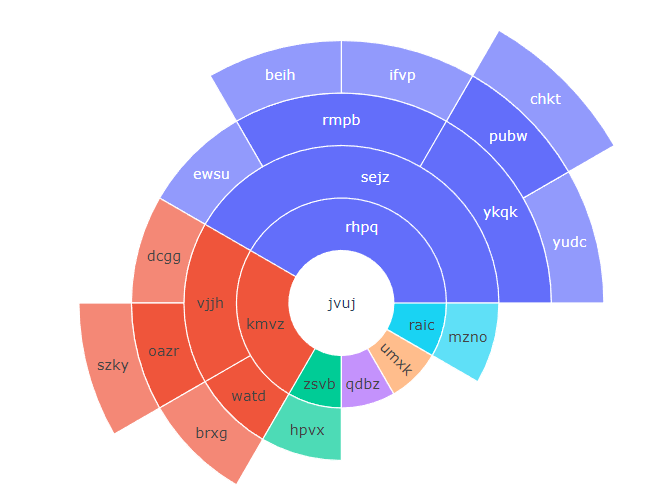 chkt
beih
ifvp
rmpb
pubw
ewsu
sejz
ykqk
rhpq
yudc
dcgg
vjjh
jvuj
kmvz
raic
mzno
oazr
szky
umxk
zsvb
qdbz
watd
brxg
hpvx